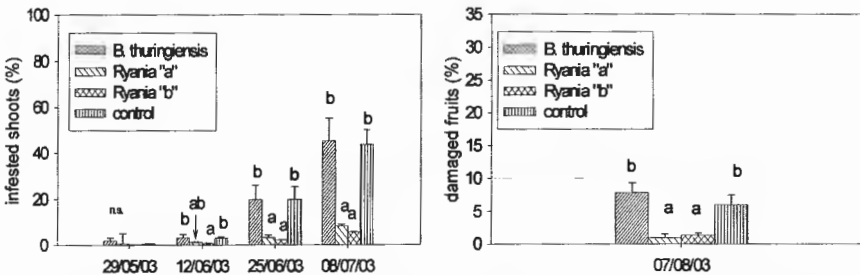 infested shoots (%)
100
80
60
40
20
0
B. thuringiensis
Ryania "a"
Ryania "b"
control
n.a.
b
ab
a
b
b
a
a
b
b
a
a
b
29/05/03
12/06/03
25/06/03
08/07/03
damaged fruits (%)
35
30
25
20
15
10
5
0
B. thuringiensis
Ryania "a"
Ryania "b"
control
b
a
a
b
07/08/03